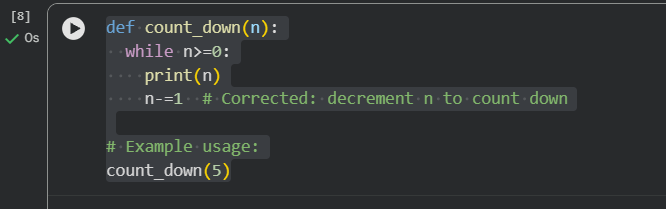 [8]
0s
def count_down(n):
  while n>=0:
    print(n)
    n-=1  # Corrected: decrement n to count down

# Example usage:
count_down(5)